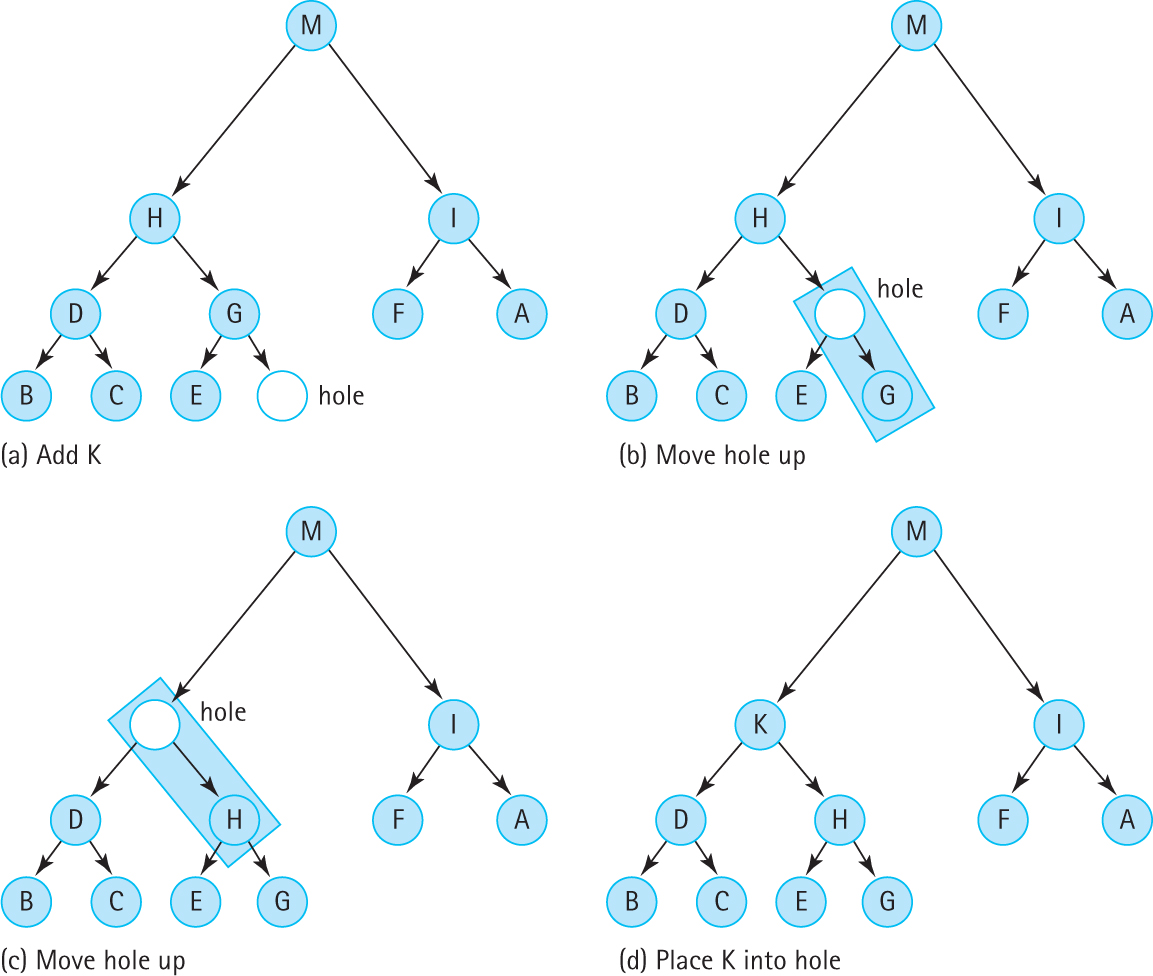 M
H I
D G F A
B C E hole
(a) Add K
M
H I
D hole F A
B C E G
(b) Move hole up
M
hole I
D H F A
B C E G
(c) Move hole up
M
K I
D H F A
B C E G
(d) Place K into hole